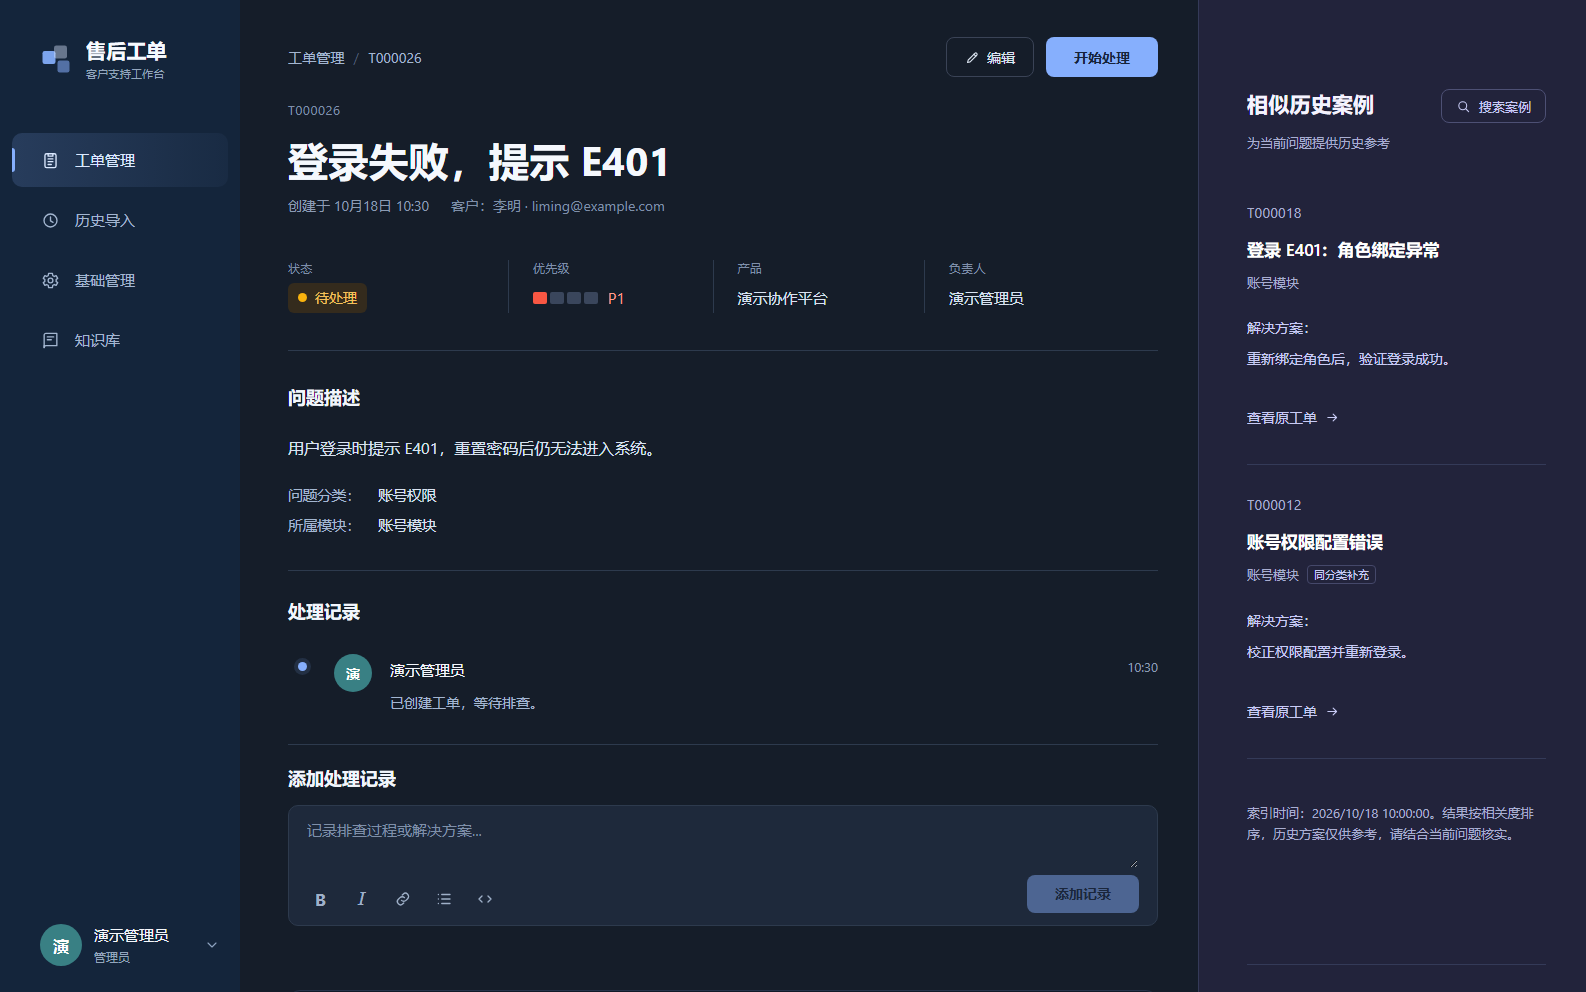 售后工单
客户支持工作台
工单管理
历史导入
基础管理
知识库
演
演示管理员
管理员
工单管理 / T000026
编辑
开始处理
T000026
登录失败，提示 E401
创建于 10月18日 10:30 客户：李明 · liming@example.com
状态
待处理
优先级
P1
产品
演示协作平台
负责人
演示管理员
问题描述
用户登录时提示 E401，重置密码后仍无法进入系统。
问题分类： 账号权限
所属模块： 账号模块
处理记录
演
演示管理员
10:30
已创建工单，等待排查。
添加处理记录
记录排查过程或解决方案...
B I
添加记录
相似历史案例
搜索案例
为当前问题提供历史参考
T000018
登录 E401：角色绑定异常
账号模块
解决方案：
重新绑定角色后，验证登录成功。
查看原工单 →
T000012
账号权限配置错误
账号模块 同分类补充
解决方案：
校正权限配置并重新登录。
查看原工单 →
索引时间：2026/10/18 10:00:00。结果按相关度排
序，历史方案仅供参考，请结合当前问题核实。